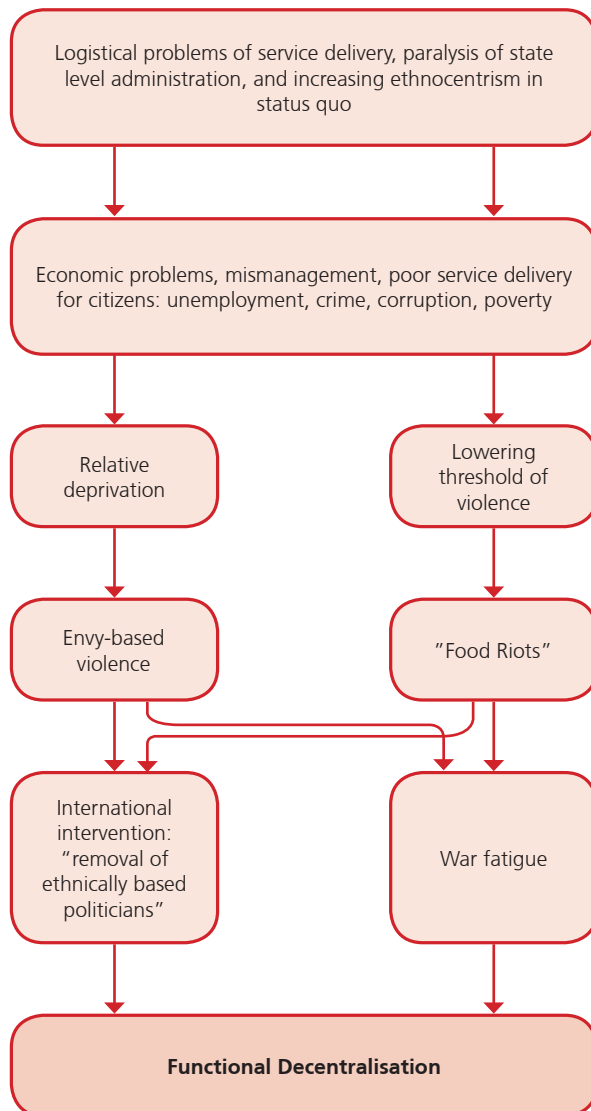 Logistical problems of service delivery, paralysis of state
level administration, and increasing ethnocentrism in
status quo
Economic problems, mismanagement, poor service delivery
for citizens: unemployment, crime, corruption, poverty
Relative
deprivation
Lowering
threshold of
violence
Envy-based
violence
”Food Riots”
International
intervention:
“removal of
ethnically based
politicians”
War fatigue
Functional Decentralisation